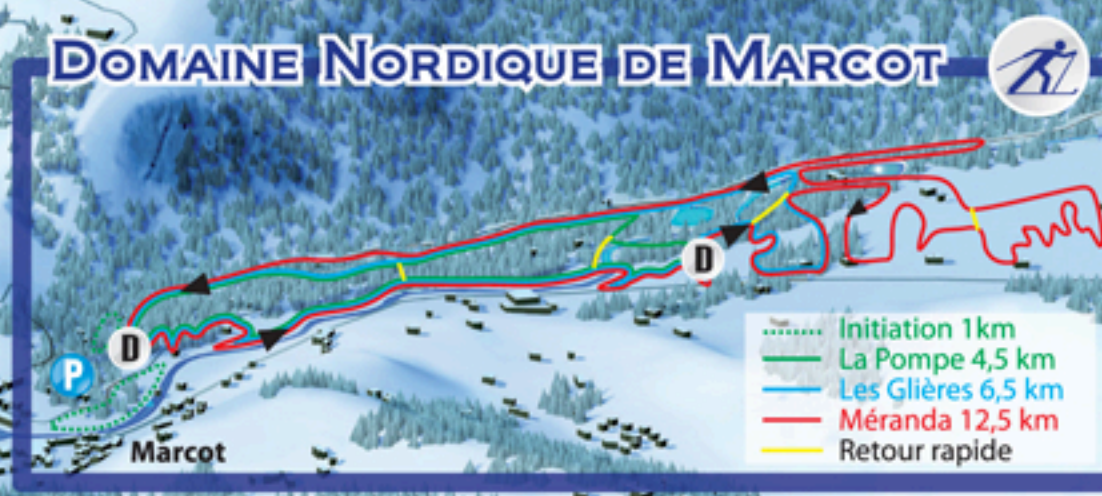 DOMAINE NORDIQUE DE MARCOT
D
D
P
Marcot
Initiation 1km
La Pompe 4,5 km
Les Glières 6,5 km
Méranda 12,5 km
Retour rapide